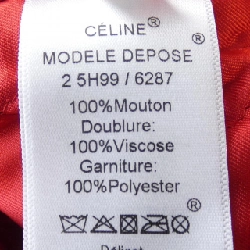 CÉLINE®
MODELE DEPOSE®
2 5H99 / 6287
100%Mouton
Doublure:
100%Viscose
Garniture:
100%Polyester
®